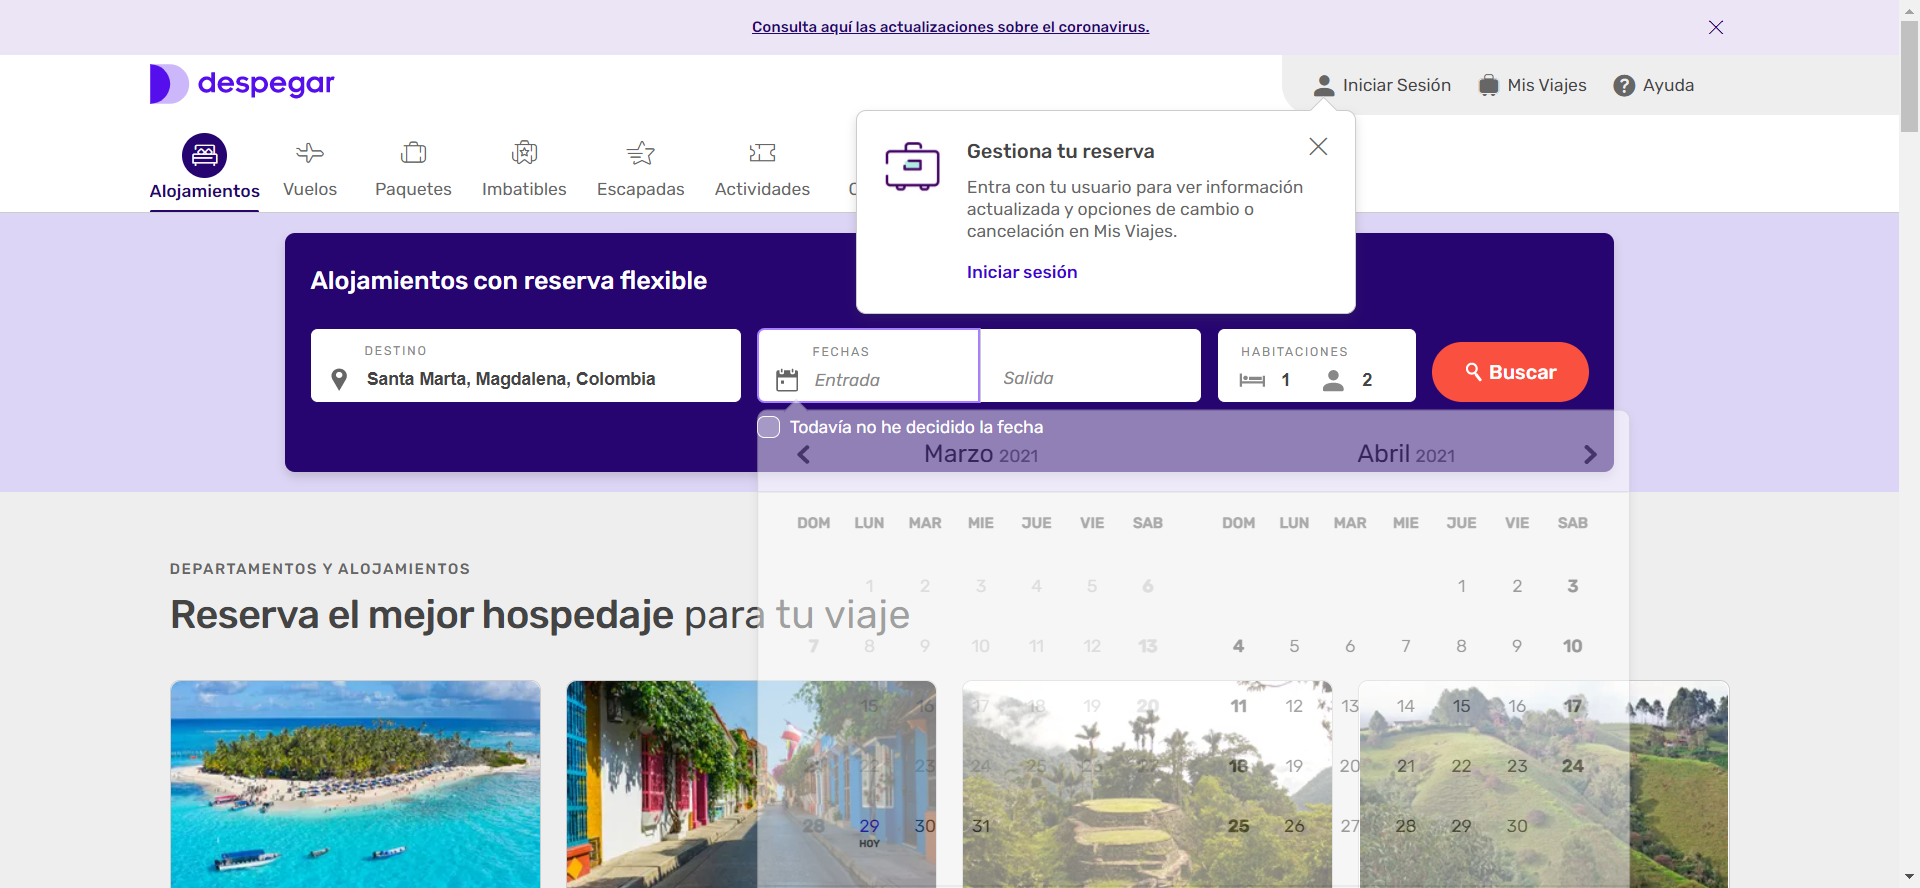 Consulta aquí las actualizaciones sobre el coronavirus.
despegar
Iniciar Sesión
Mis Viajes
? Ayuda
Alojamientos
Vuelos
Paquetes
Imbatibles
Escapadas
Actividades
Gestiona tu reserva
Entra con tu usuario para ver información
actualizada y opciones de cambio o
cancelación en Mis Viajes.
Iniciar sesión
Alojamientos con reserva flexible
DESTINO
Santa Marta, Magdalena, Colombia
FECHAS
Entrada
Salida
HABITACIONES
1 2
Buscar
Todavía no he decidido la fecha
Marzo 2021
Abril 2021
DOM LUN MAR MIE JUE VIE SAB
DOM LUN MAR MIE JUE VIE SAB
1 2 3 4 5 6
1 2 3
7 8 9 10 11 12 13
4 5 6 7 8 9 10
15 16 17 18 19 20
11 12 13 14 15 16 17
22 23 24 25 26 27
18 19 20 21 22 23 24
28 29 30 31
HOY
25 26 27 28 29 30
DEPARTAMENTOS Y ALOJAMIENTOS
Reserva el mejor hospedaje para tu viaje